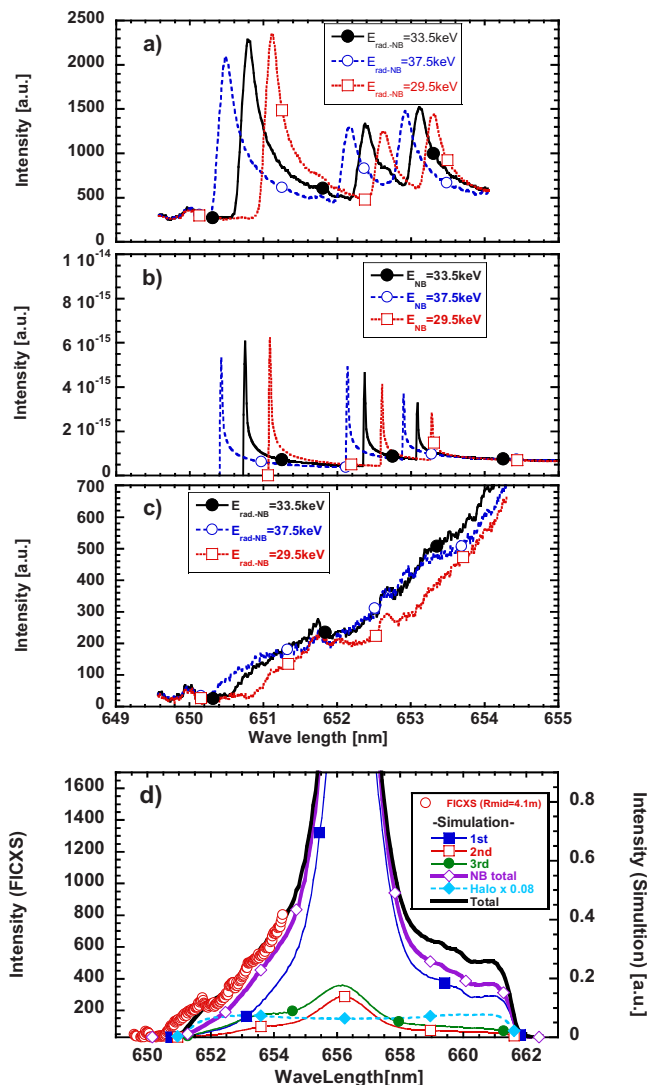 a)
E rad.-NB =33.5keV
E rad-NB =37.5keV
E rad.-NB =29.5keV
Intensity [a.u.]
2500
2000
1500
1000
500
0
b)
E NB =33.5keV
E NB =37.5keV
E NB =29.5keV
Intensity [a.u.]
1 10-14
8 10-15
6 10-15
4 10-15
2 10-15
0
c)
E rad.-NB =33.5keV
E rad-NB =37.5keV
E rad.-NB =29.5keV
Intensity [a.u.]
700
600
500
400
300
200
100
0
649 650 651 652 653 654 655
Wave length [nm]
d)
FICXS (Rmid=4.1m)
-Simulation-
1st
2nd
3rd
NB total
Halo x 0.08
Total
Intensity (FICXS)
1600
1400
1200
1000
800
600
400
200
Intensity (Simultion) [a.u.]
0.8
0.6
0.4
0.2
0
650 652 654 656 658 660 662
WaveLength[nm]